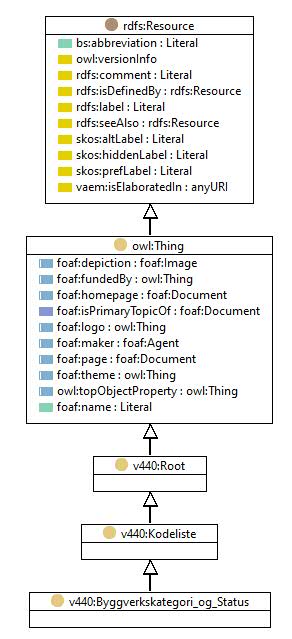 rdfs:Resource
bs:abbreviation : Literal
owl:versionInfo
rdfs:comment : Literal
rdfs:isDefinedBy : rdfs:Resource
rdfs:label : Literal
rdfs:seeAlso : rdfs:Resource
skos:altLabel : Literal
skos:hiddenLabel : Literal
skos:prefLabel : Literal
vaem:isElaboratedIn : anyURI
owl:Thing
foaf:depiction : foaf:Image
foaf:fundedBy : owl:Thing
foaf:homepage : foaf:Document
foaf:isPrimaryTopicOf : foaf:Document
foaf:logo : owl:Thing
foaf:maker : foaf:Agent
foaf:page : foaf:Document
foaf:theme : owl:Thing
owl:topObjectProperty : owl:Thing
foaf:name : Literal
v440:Root
v440:Kodeliste
v440:Byggverkskategori_og_Status